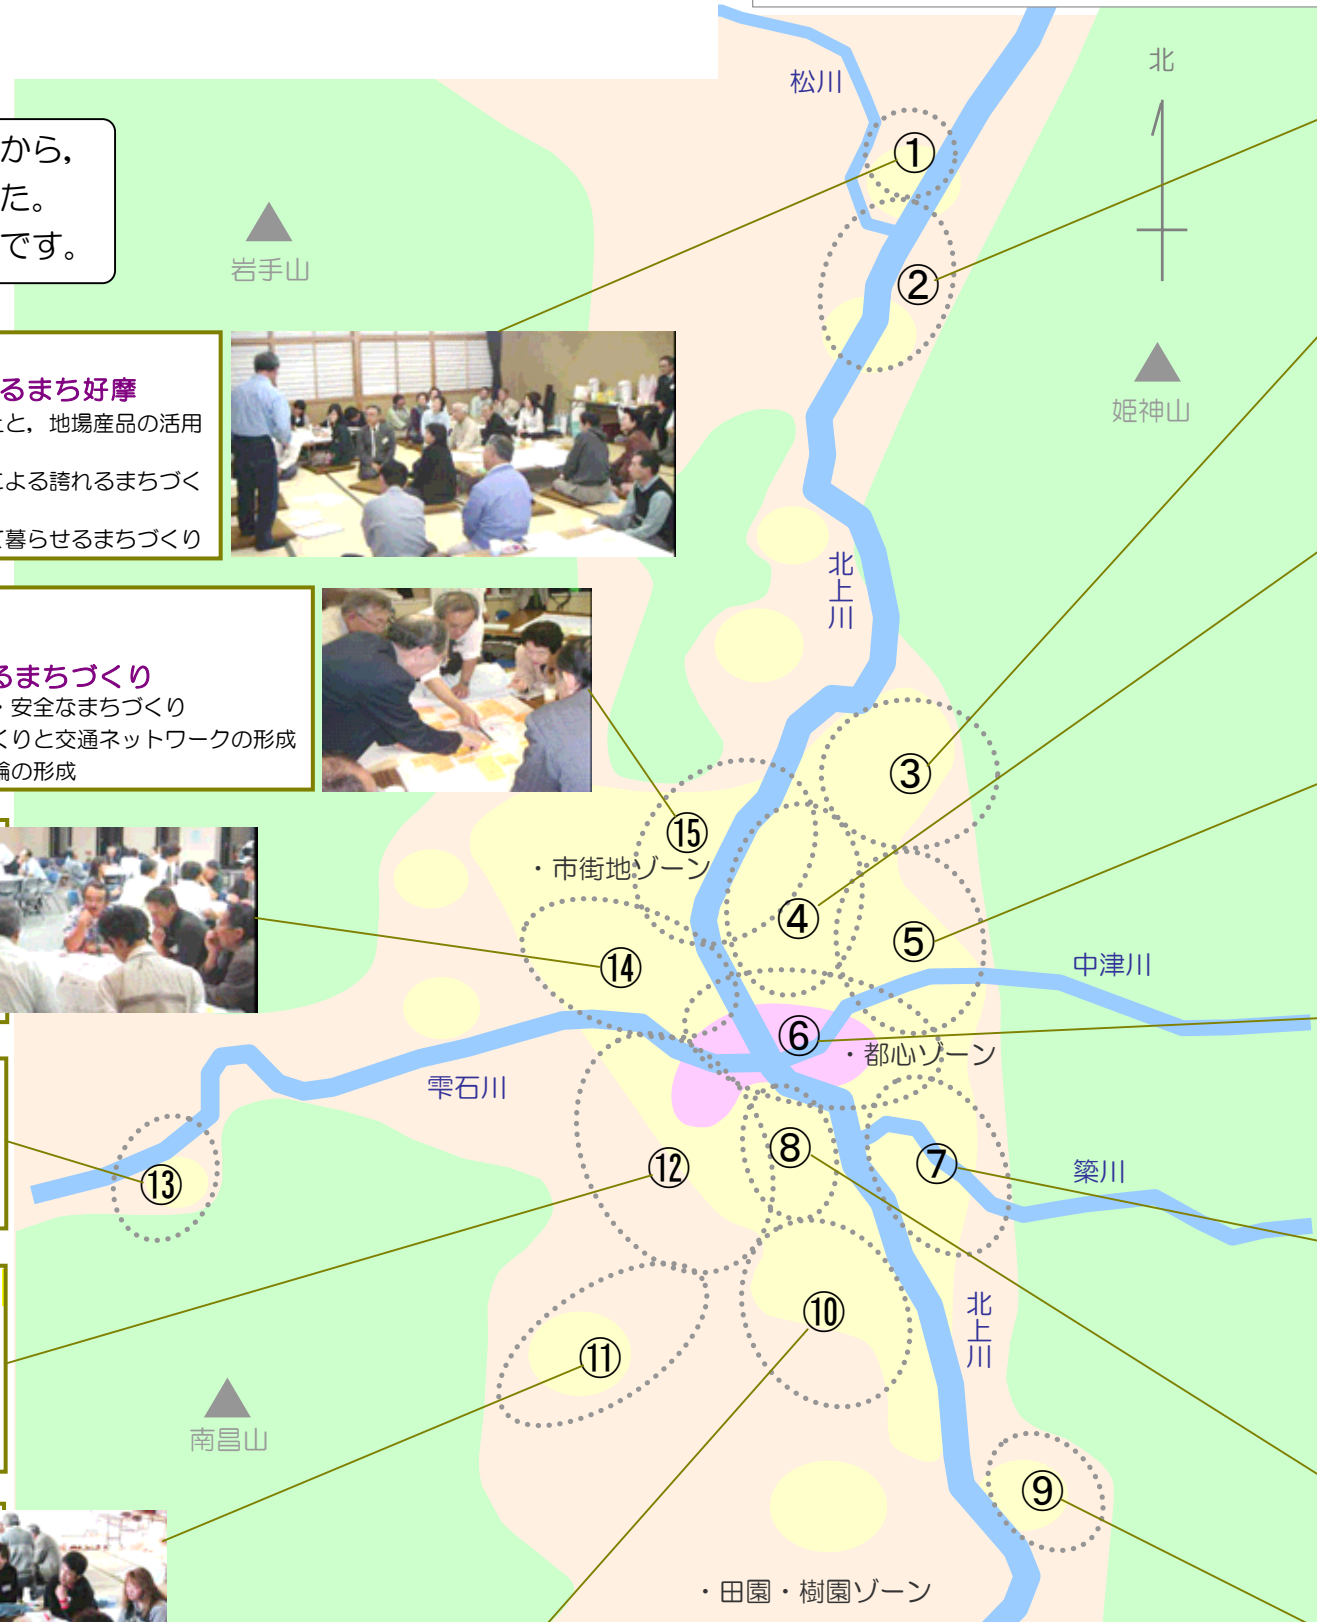 松川
北
①
から，
た。
です。
岩手山
②
姫神山
るまち好摩
上と，地場産品の活用
による誇れるまちづく
て暮らせるまちづくり
北上川
るまちづくり
・安全なまちづくり
くりと交通ネットワークの形成
輪の形成
③
⑮
・市街地ゾーン
④
⑤
⑭
中津川
⑥
・都心ゾーン
雫石川
⑧
⑦
⑫
⑬
簗川
北上川
⑩
⑪
南昌山
⑨
・田園・樹園ゾーン